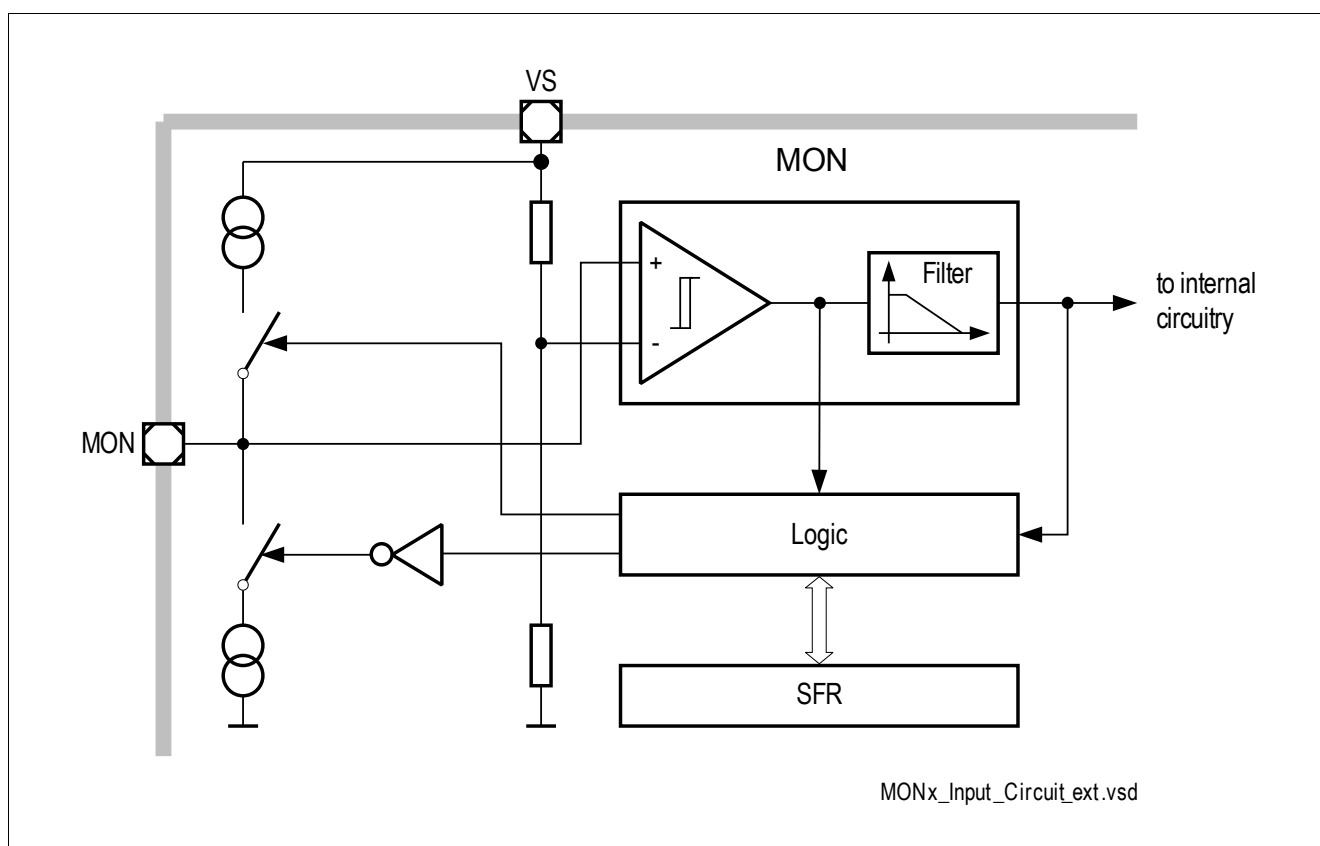 VS
MON
+
-
Filter
to internal
circuitry
MON
Logic
SFR
MONx_Input_Circuit_ext.vsd